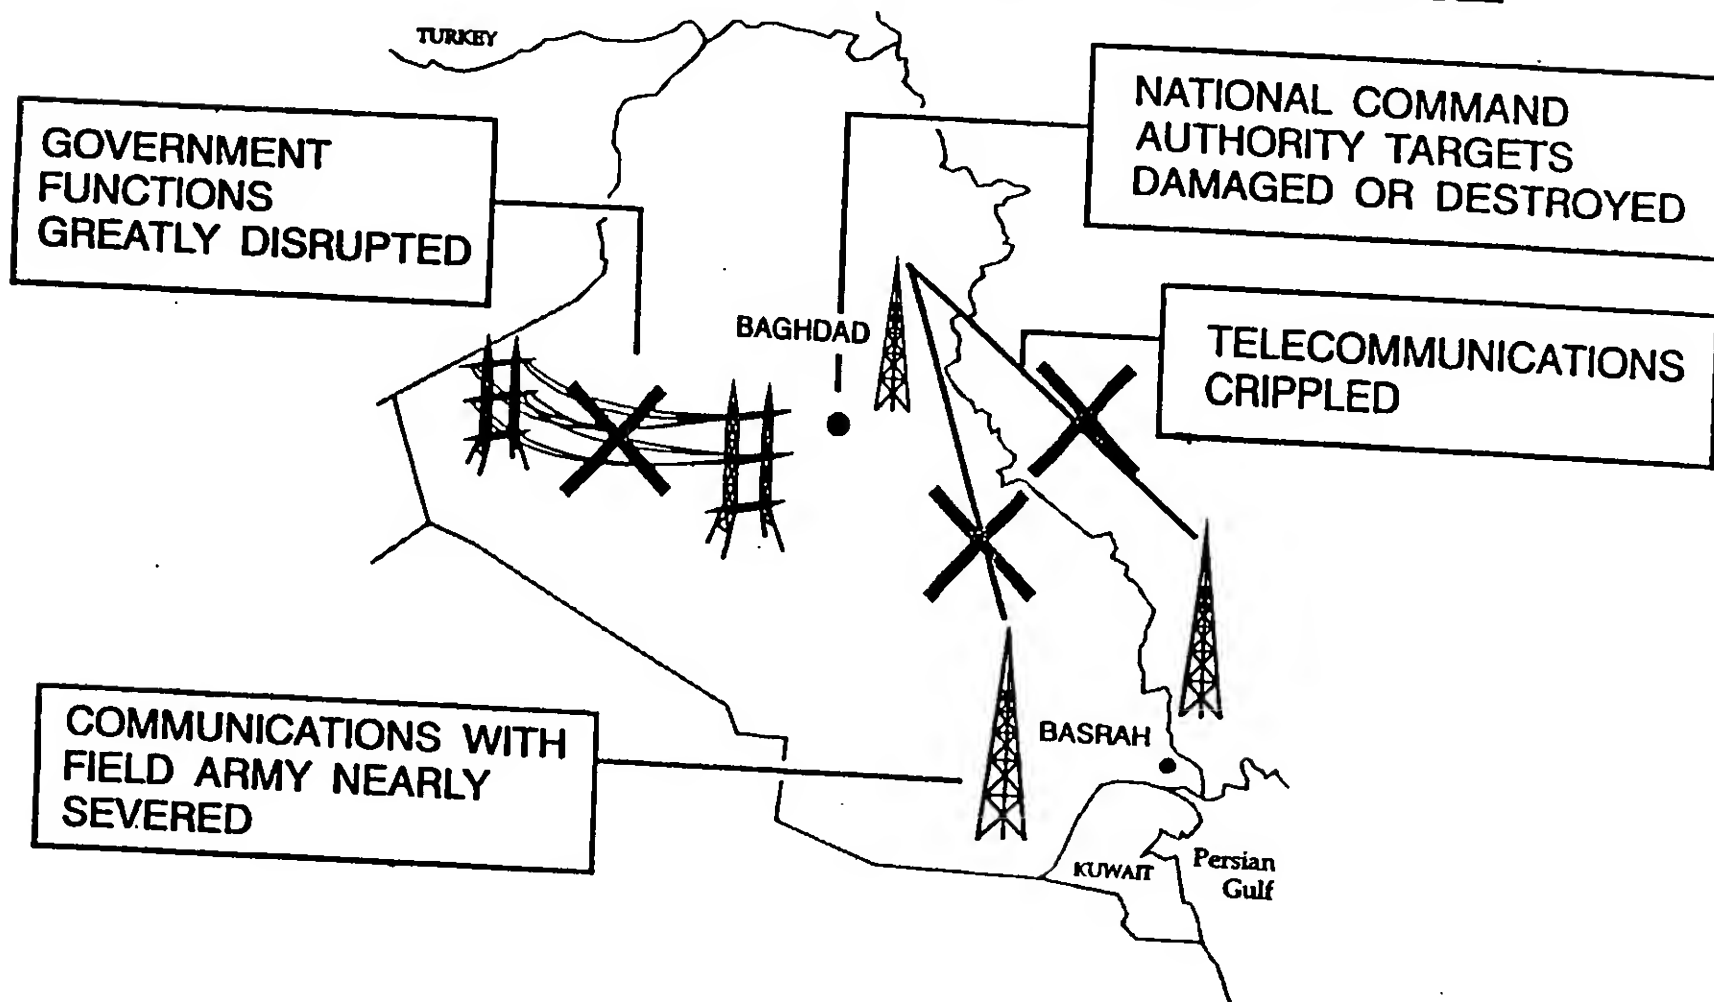 TURKEY
NATIONAL COMMAND
AUTHORITY TARGETS
DAMAGED OR DESTROYED
GOVERNMENT
FUNCTIONS
GREATLY DISRUPTED
BAGHDAD
TELECOMMUNICATIONS
CRIPPLED
COMMUNICATIONS WITH
FIELD ARMY NEARLY
SEVERED
BASRAH
KUWAIT
Persian
Gulf